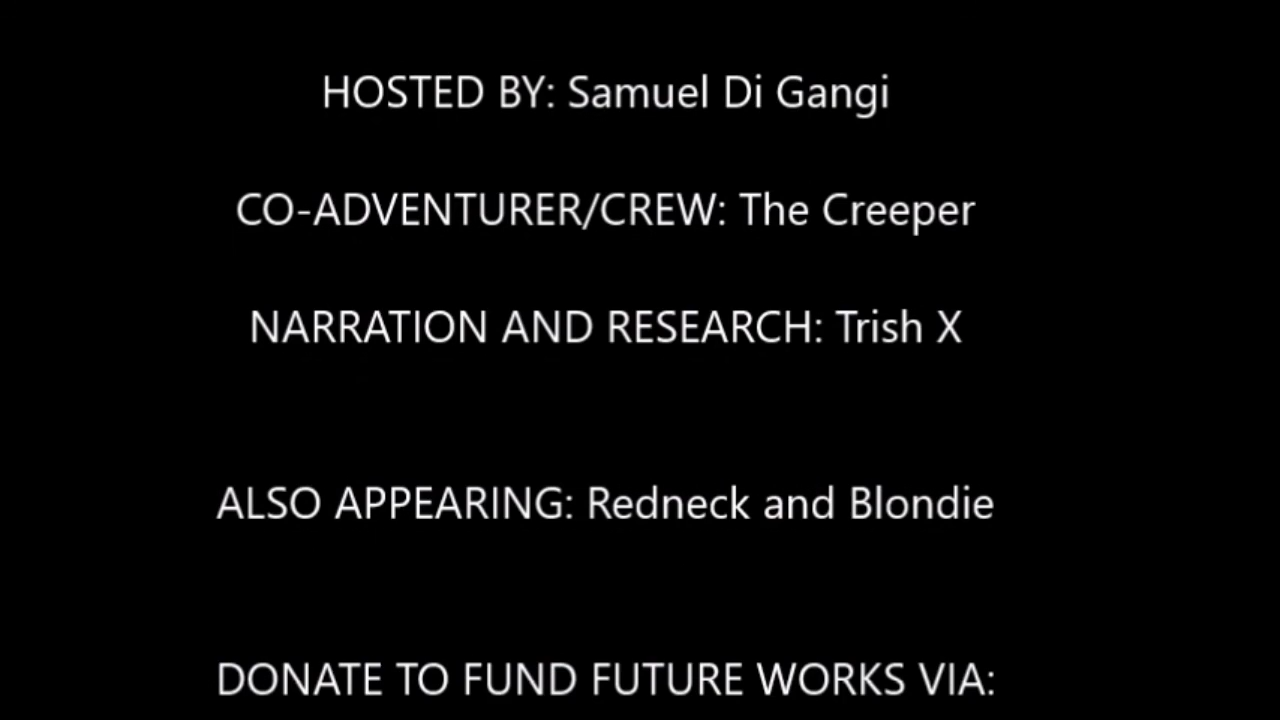 HOSTED BY: Samuel Di Gangi
CO-ADVENTURER/CREW: The Creeper
NARRATION AND RESEARCH: Trish X
ALSO APPEARING: Redneck and Blondie
DONATE TO FUND FUTURE WORKS VIA: